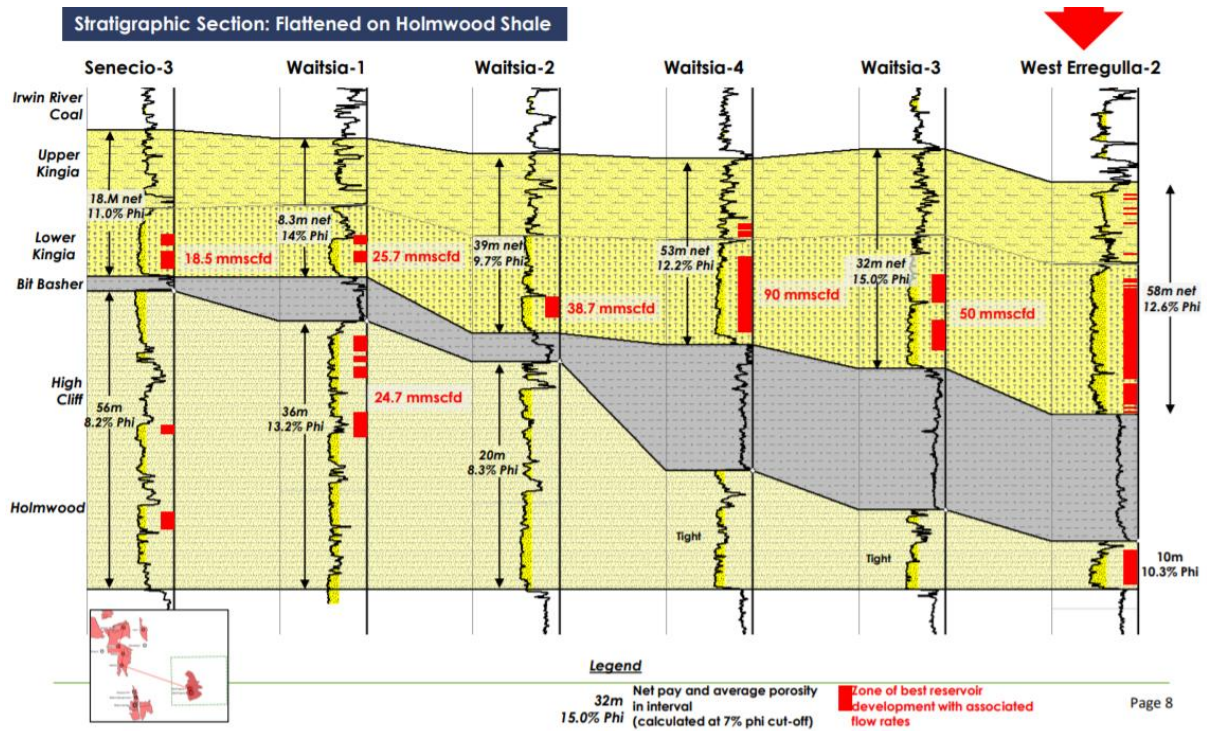 Stratigraphic Section: Flattened on Holmwood Shale
Senecio-3
Waitsia-1
Waitsia-2
Waitsia-4
Waitsia-3
West Erregulla-2
Irwin River
Coal
Upper
Kingia
Lower
Kingia
Bit Basher
High
Cliff
Holmwood
18.M net
11.0% Phi
18.5 mmscfd
56m
8.2% Phi
8.3m net
14% Phi
25.7 mmscfd
24.7 mmscfd
36m
13.2% Phi
39m net
9.7% Phi
38.7 mmscfd
20m
8.3% Phi
53m net
12.2% Phi
90 mmscfd
Tight
32m net
15.0% Phi
50 mmscfd
Tight
58m net
12.6% Phi
10m
10.3% Phi
Legend
32m
15.0% Phi
Net pay and average porosity
in interval
(calculated at 7% phi cut-off)
Zone of best reservoir
development with associated
flow rates
Page 8